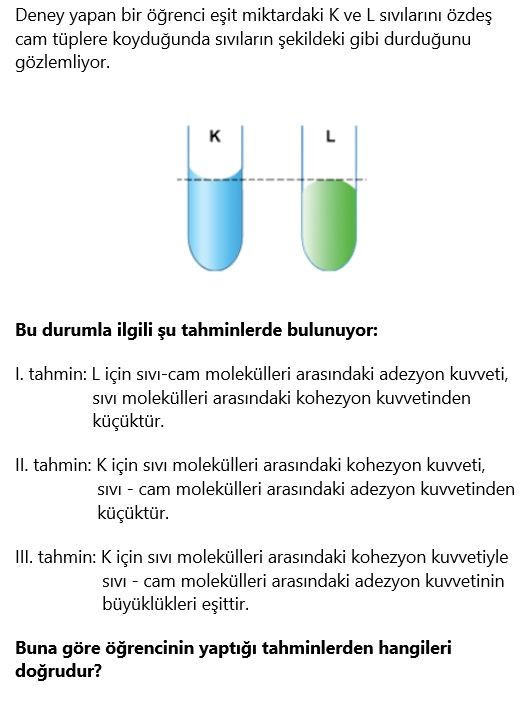 Deney yapan bir öğrenci eşit miktardaki K ve L sıvılarını özdeş
cam tüplere koyduğunda sıvıların şekildeki gibi durduğunu
gözlemliyor.
K
L
Bu durumla ilgili şu tahminlerde bulunuyor:
I. tahmin: L için sıvı-cam molekülleri arasındaki adezyon kuvveti,
sıvı molekülleri arasındaki kohezyon kuvvetinden
küçüktür.
II. tahmin: K için sıvı molekülleri arasındaki kohezyon kuvveti,
sıvı - cam molekülleri arasındaki adezyon kuvvetinden
küçüktür.
III. tahmin: K için sıvı molekülleri arasındaki kohezyon kuvvetiyle
sıvı - cam molekülleri arasındaki adezyon kuvvetinin
büyüklükleri eşittir.
Buna göre öğrencinin yaptığı tahminlerden hangileri
doğrudur?